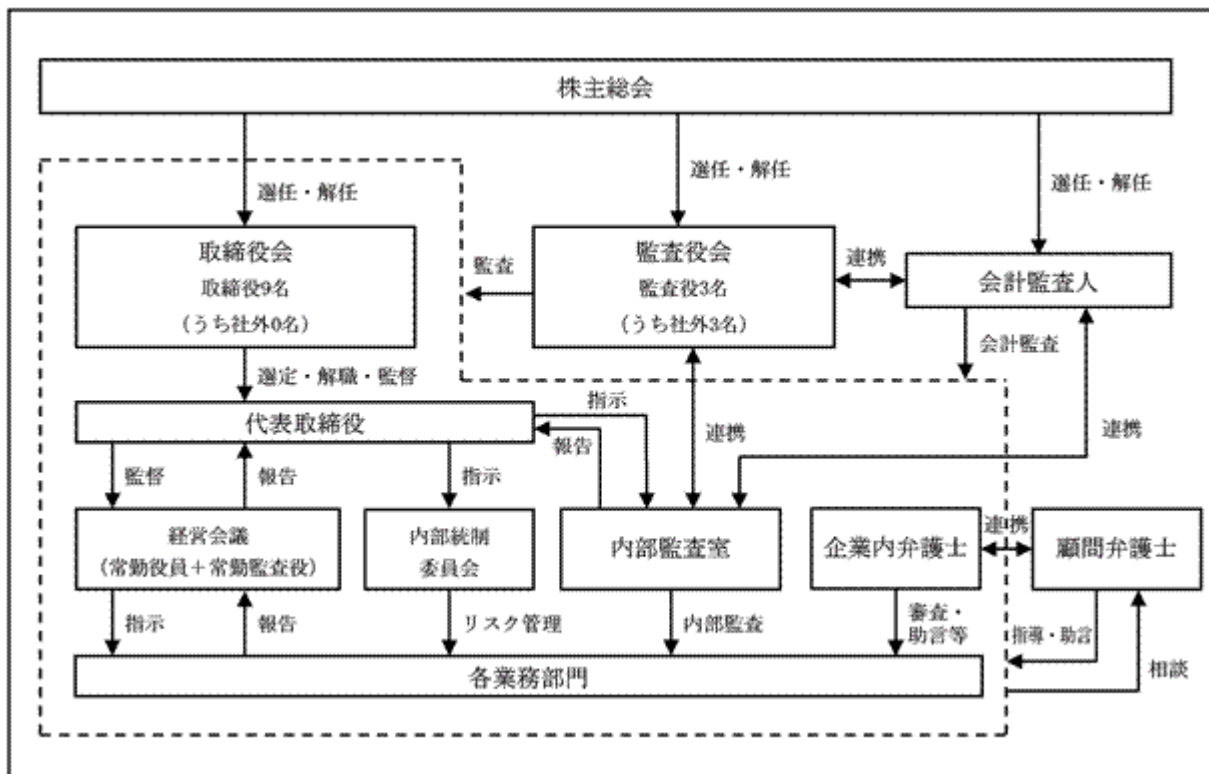 株主総会
選任・解任
選任・解任
選任・解任
取締役会
取締役9名
(うち社外0名)
監査
監査役会
監査役3名
(うち社外3名)
連携
会計監査人
会計監査
選定・解職・監督
代表取締役
指示
報告
連携
連携
監督
報告
指示
経営会議
(常勤役員＋常勤監査役)
内部統制
委員会
内部監査室
企業内弁護士
連携
顧問弁護士
指示
報告
リスク管理
内部監査
審査・
助言等
指導・助言
相談
各業務部門